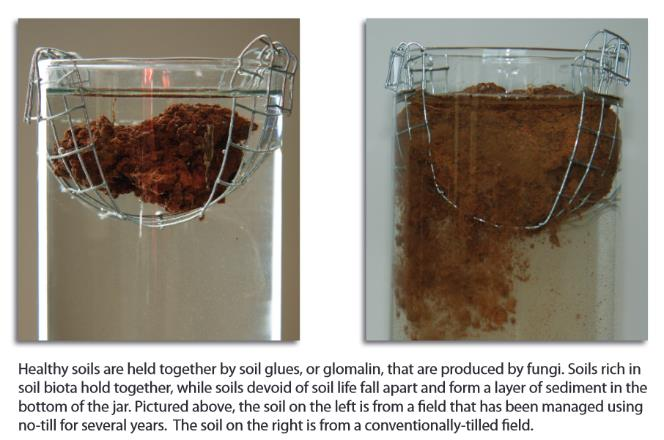 Healthy soils are held together by soil glues, or glomalin, that are produced by fungi. Soils rich in
soil biota hold together, while soils devoid of soil life fall apart and form a layer of sediment in the
bottom of the jar. Pictured above, the soil on the left is from a field that has been managed using
no-till for several years.  The soil on the right is from a conventionally-tilled field.